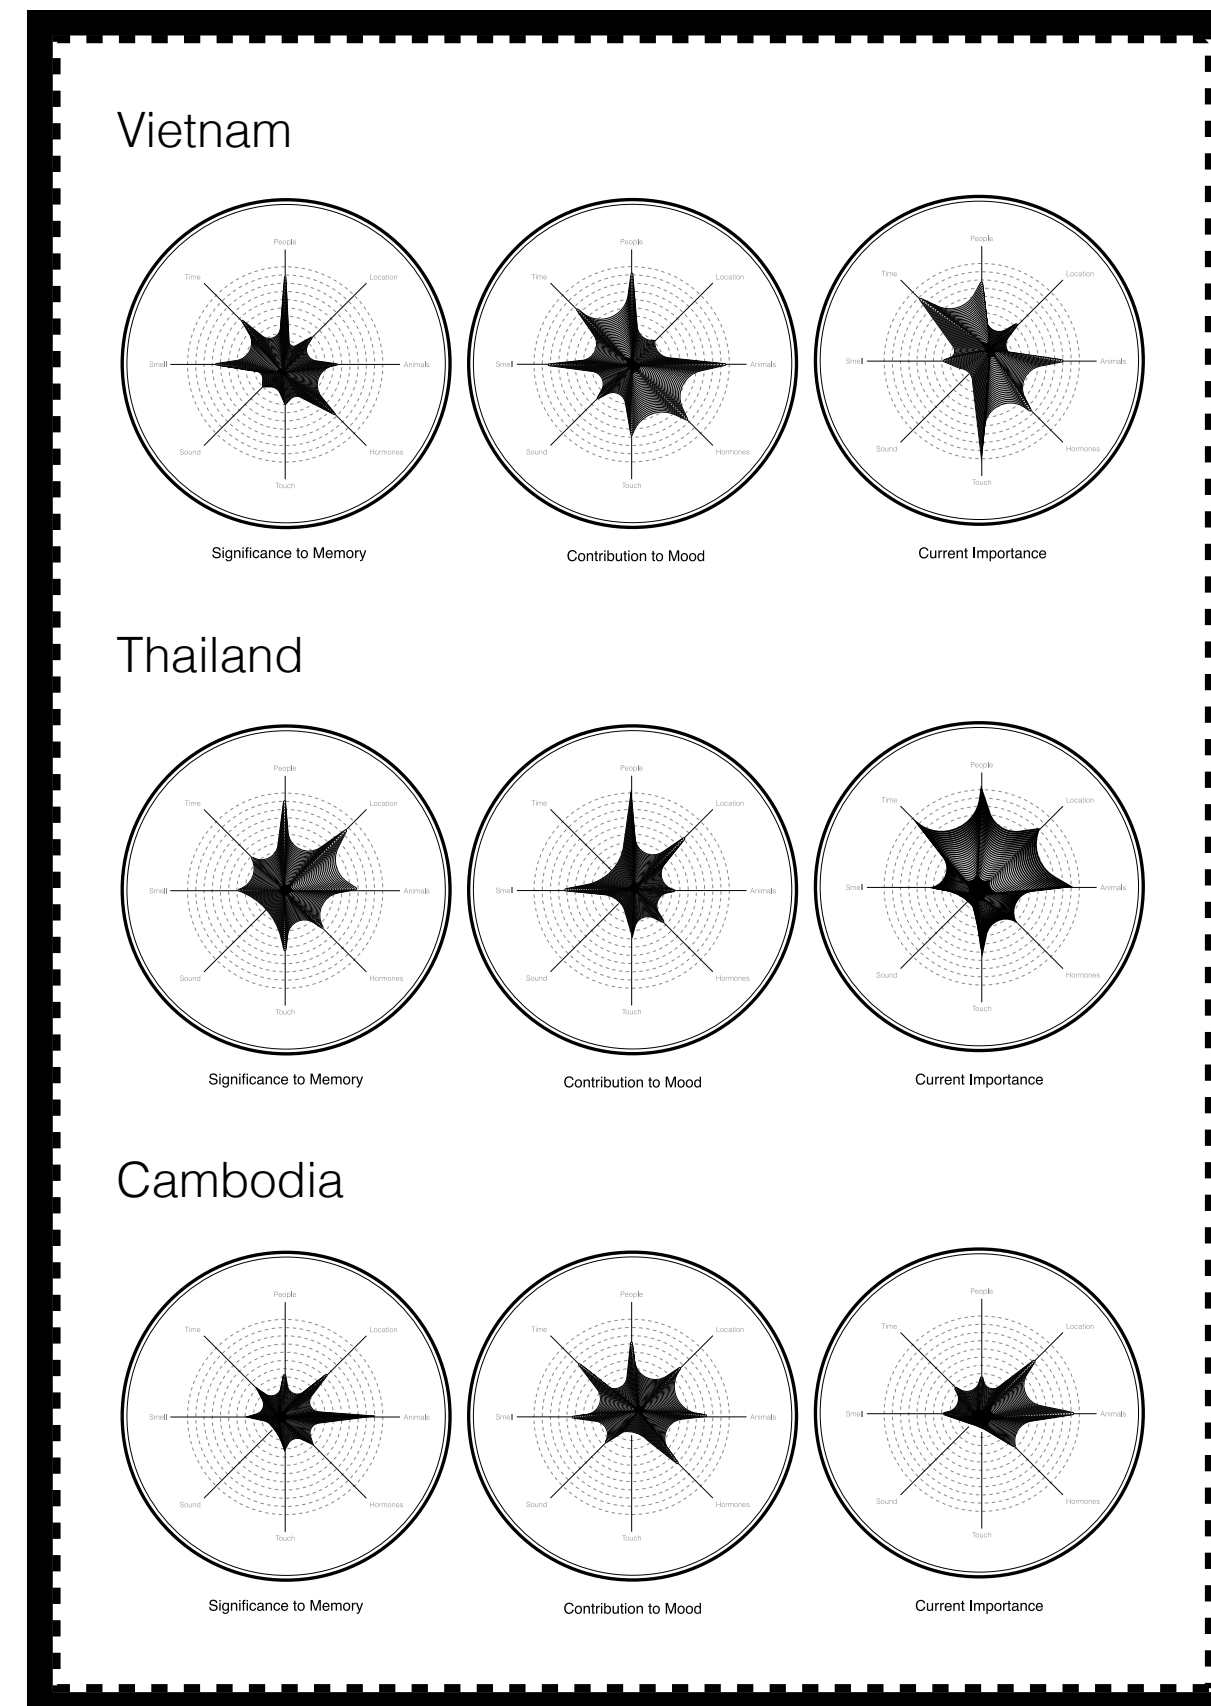 Vietnam
People
Time
Location
Smell
Animals
Sound
Hormones
Touch
People
Time
Location
Smell
Animals
Sound
Hormones
Touch
People
Time
Location
Smell
Animals
Sound
Hormones
Touch
Significance to Memory
Contribution to Mood
Current Importance
Thailand
People
Time
Location
Smell
Animals
Sound
Hormones
Touch
People
Time
Location
Smell
Animals
Sound
Hormones
Touch
People
Time
Location
Smell
Animals
Sound
Hormones
Touch
Significance to Memory
Contribution to Mood
Current Importance
Cambodia
People
Time
Location
Smell
Animals
Sound
Hormones
Touch
People
Time
Location
Smell
Animals
Sound
Hormones
Touch
People
Time
Location
Smell
Animals
Sound
Hormones
Touch
Significance to Memory
Contribution to Mood
Current Importance